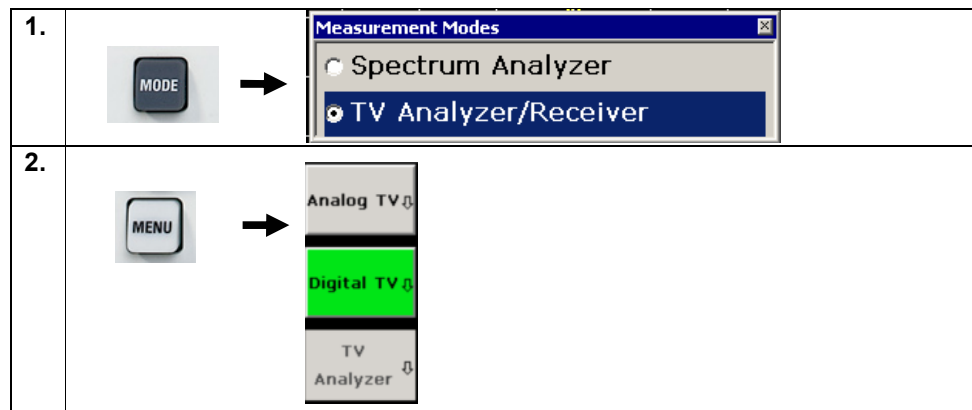 1.
MODE
Measurement Modes
Spectrum Analyzer
TV Analyzer/Receiver
2.
MENU
Analog TV
Digital TV
TV
Analyzer